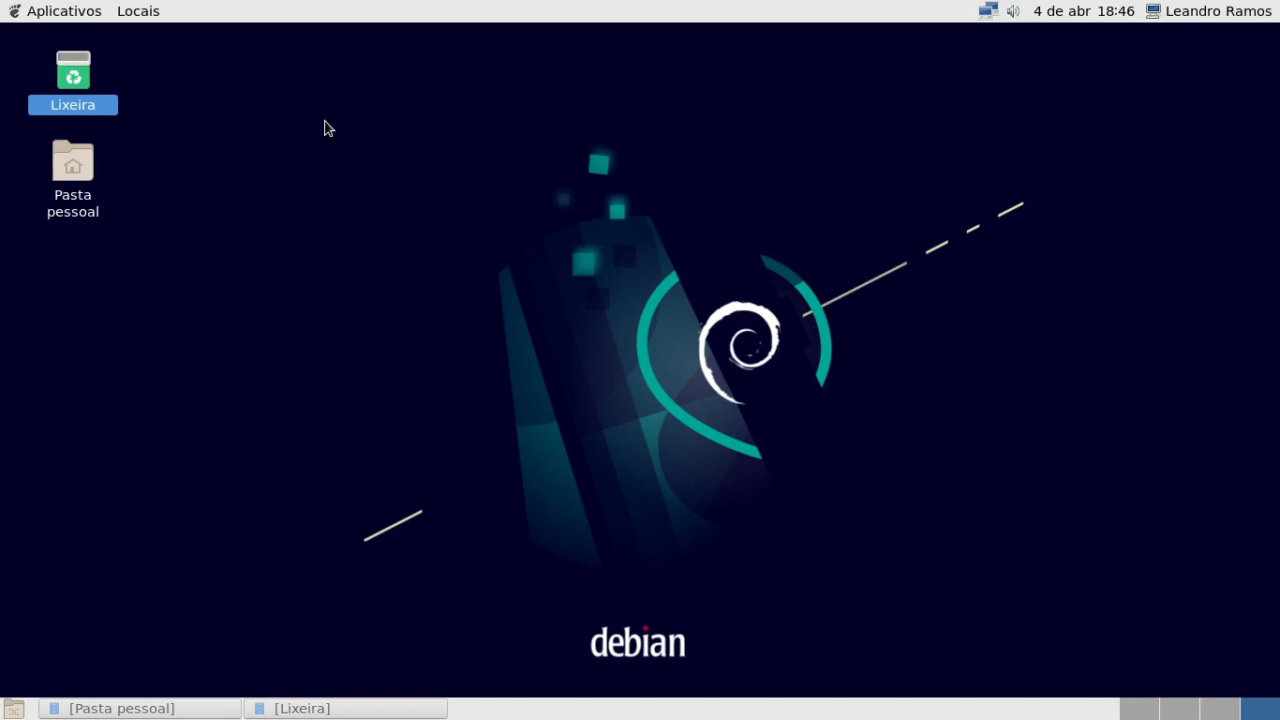 Aplicativos Locais 4 de abr 18:46 Leandro Ramos
Lixeira
Pasta
pessoal
debian
[Pasta pessoal] [Lixeira]